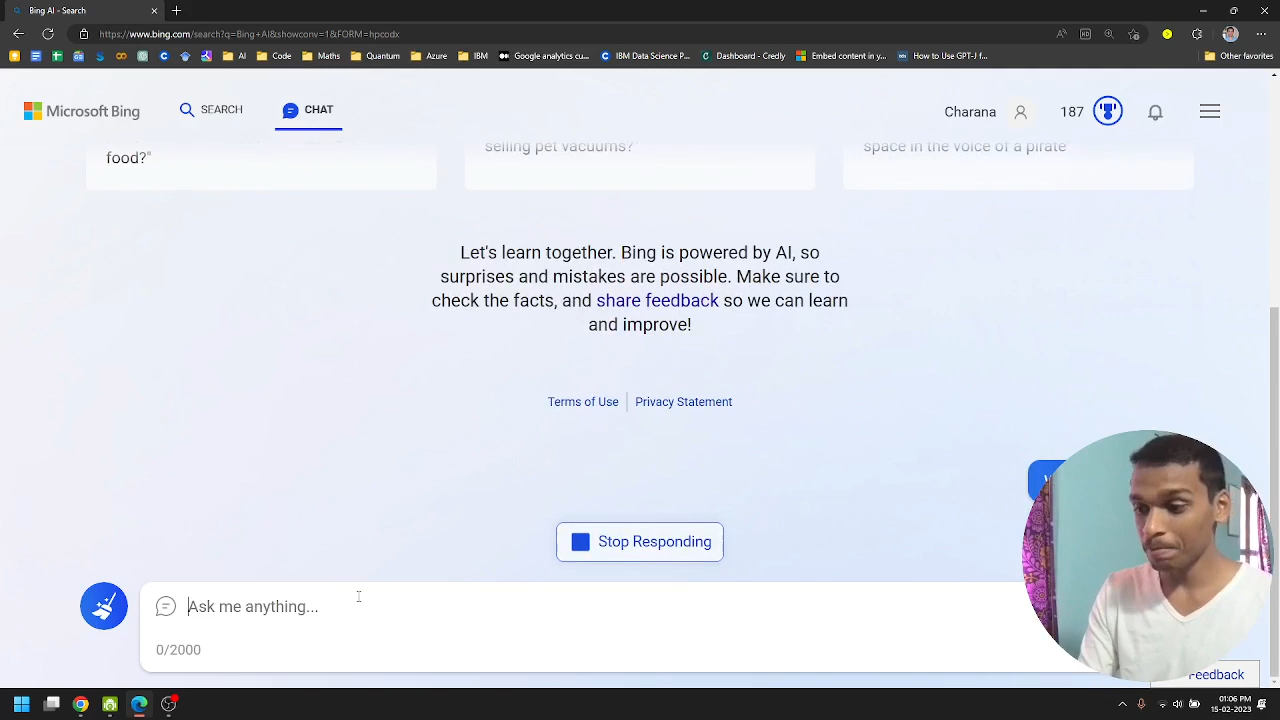 Bing AI - Search
https://www.bing.com/search?q=Bing+AI&showconv=1&FORM=hpcodx
AI
Code
Maths
Quantum
Azure
IBM
Google analytics cu...
IBM Data Science P...
Dashboard - Credly
Embed content in y...
How to Use GPT-J f...
Other favorites
Microsoft Bing
SEARCH
CHAT
Charana
187
food?"
selling pet vacuums?"
space in the voice of a pirate"
Let's learn together. Bing is powered by AI, so
surprises and mistakes are possible. Make sure to
check the facts, and share feedback so we can learn
and improve!
Terms of Use
Privacy Statement
Stop Responding
Ask me anything...
0/2000
Feedback
01:06 PM
15-02-2023